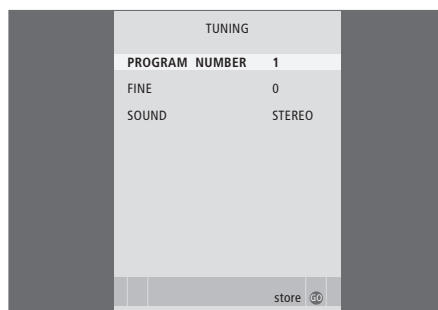 TUNING
PROGRAM NUMBER 1
FINE 0
SOUND STEREO
store GO